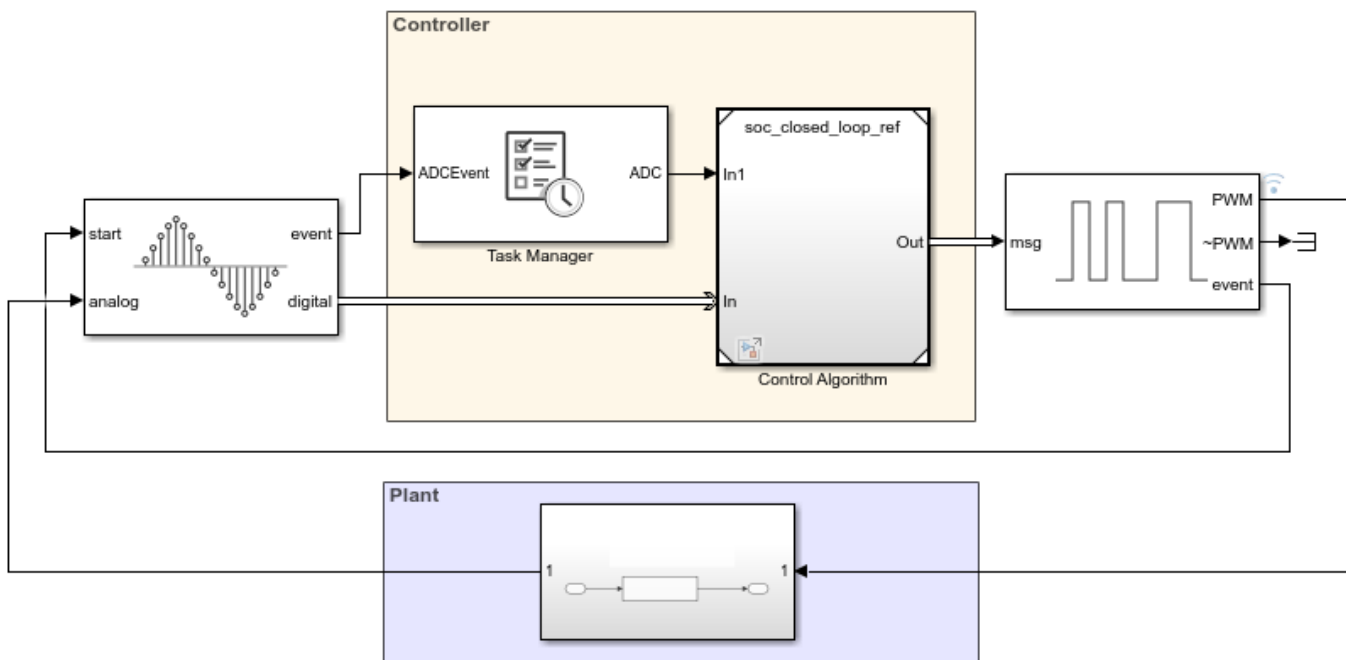 Controller
soc_closed_loop_ref
ADCEvent
ADC
In1
Task Manager
start
event
analog
digital
In
Out
Control Algorithm
msg
PWM
~PWM
event
Plant
1
1